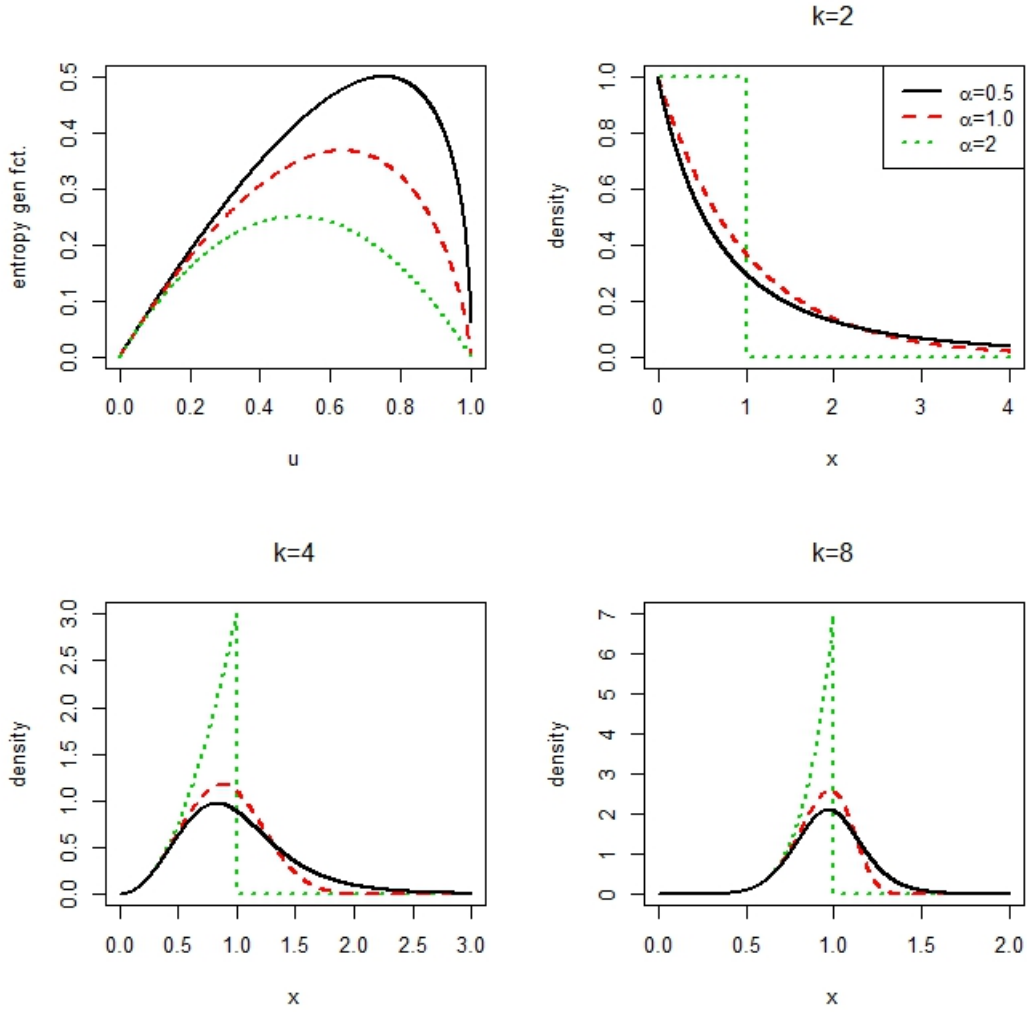 k=2
entropy gen fct.
0.0 0.1 0.2 0.3 0.4 0.5
0.0 0.2 0.4 0.6 0.8 1.0
u
density
0.0 0.2 0.4 0.6 0.8 1.0
α=0.5
α=1.0
α=2
0 1 2 3 4
x
k=4
density
0.0 0.5 1.0 1.5 2.0 2.5 3.0
0.0 0.5 1.0 1.5 2.0 2.5 3.0
x
k=8
density
0 1 2 3 4 5 6 7
0.0 0.5 1.0 1.5 2.0
x